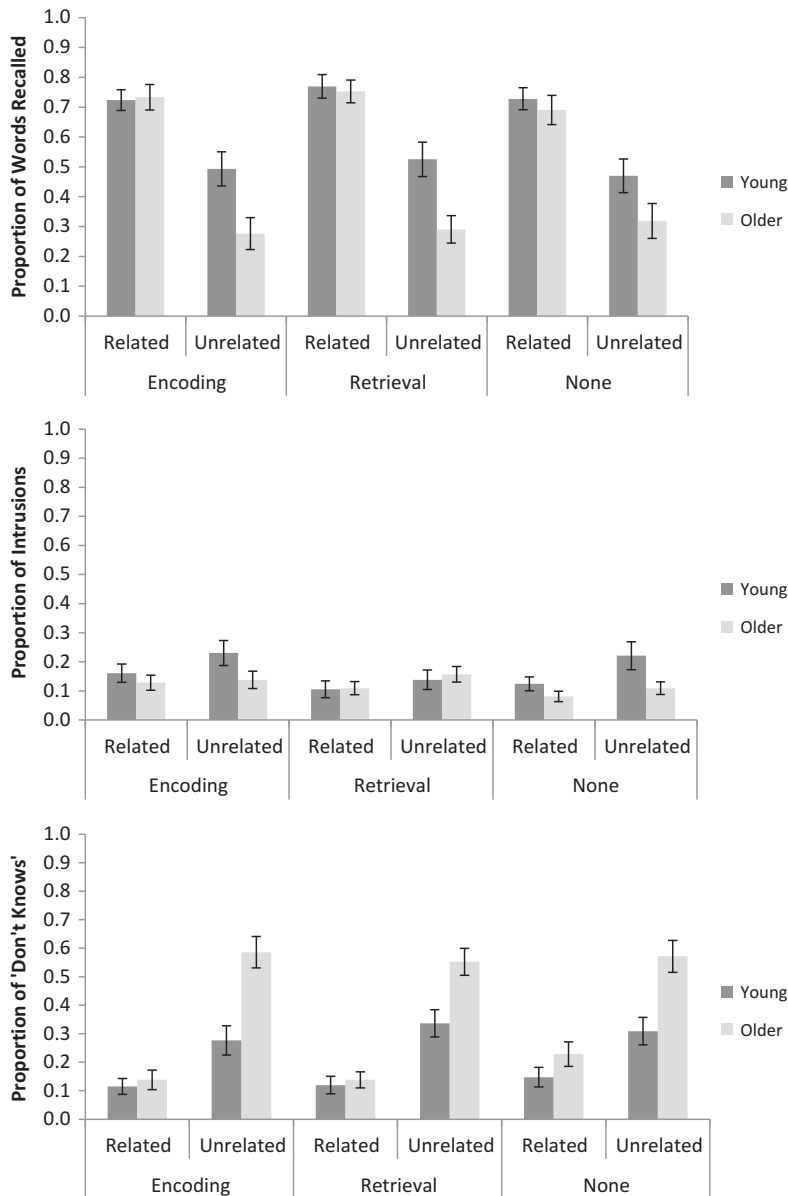 Proportion of Words Recalled
1.0
0.9
0.8
0.7
0.6
0.5
0.4
0.3
0.2
0.1
0.0
Related Unrelated Related Unrelated Related Unrelated
Encoding Retrieval None
Young
Older
Proportion of Intrusions
1.0
0.9
0.8
0.7
0.6
0.5
0.4
0.3
0.2
0.1
0.0
Related Unrelated Related Unrelated Related Unrelated
Encoding Retrieval None
Young
Older
Proportion of 'Don't Knows'
1.0
0.9
0.8
0.7
0.6
0.5
0.4
0.3
0.2
0.1
0.0
Related Unrelated Related Unrelated Related Unrelated
Encoding Retrieval None
Young
Older